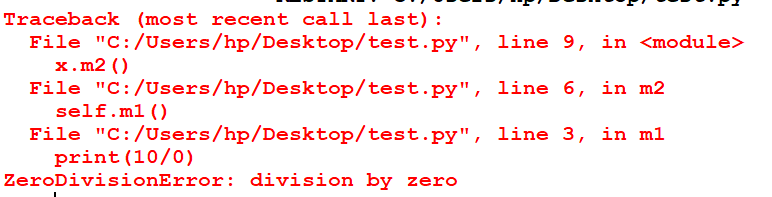 Traceback (most recent call last):
  File "C:/Users/hp/Desktop/test.py", line 9, in <module>
    x.m2()
  File "C:/Users/hp/Desktop/test.py", line 6, in m2
    self.m1()
  File "C:/Users/hp/Desktop/test.py", line 3, in m1
    print(10/0)
ZeroDivisionError: division by zero